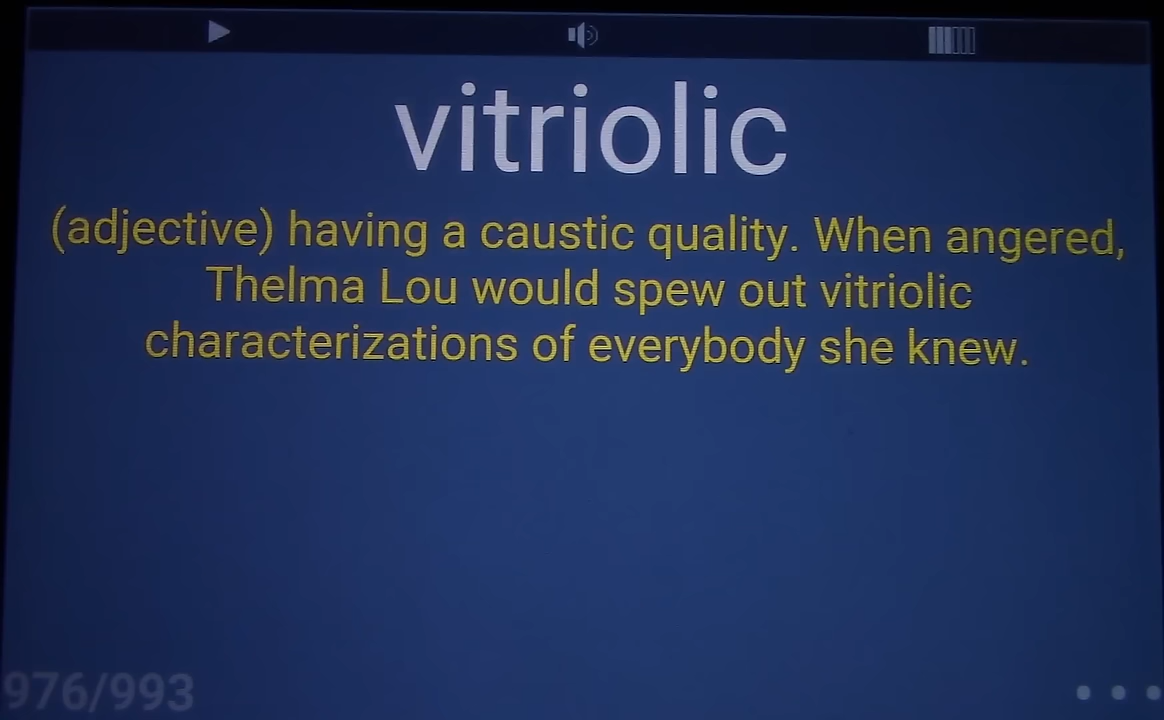 vitriolic
(adjective) having a caustic quality. When angered,
Thelma Lou would spew out vitriolic
characterizations of everybody she knew.
976/993